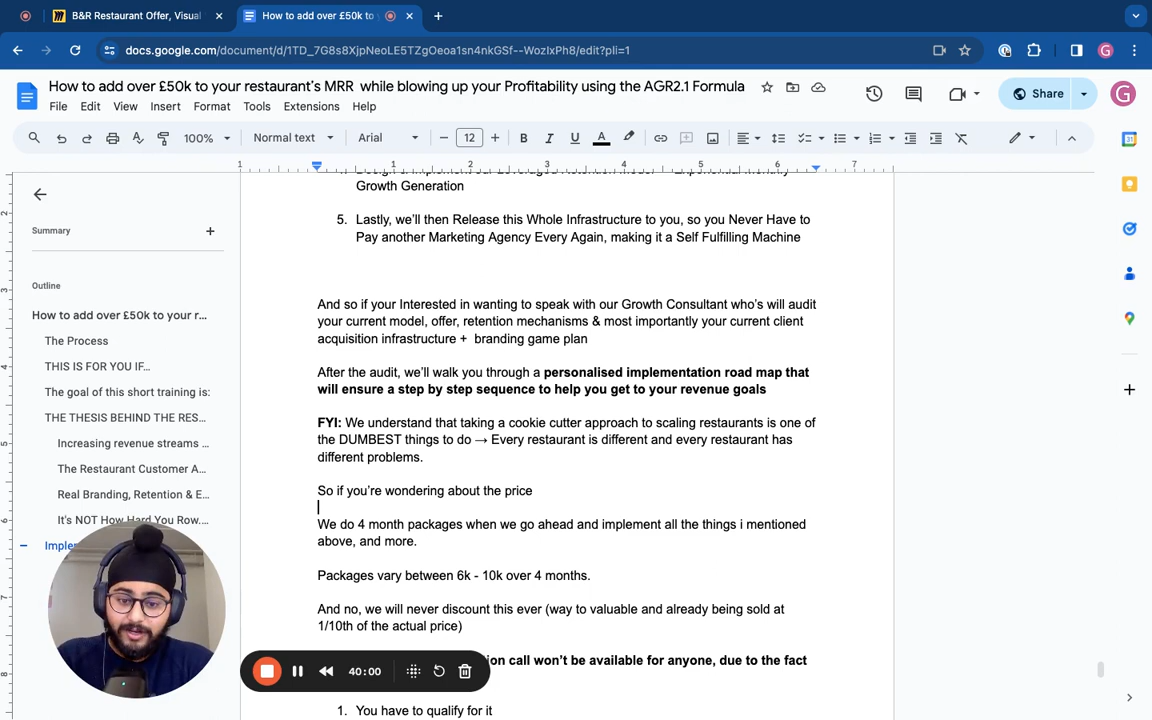 B&R Restaurant Offer, Visual
How to add over £50k to
docs.google.com/document/d/1TD_7G8s8XjpNeoLE5TZgOeoa1sn4nkGSf--WozIxPh8/edit?pli=1
G
How to add over £50k to your restaurant's MRR while blowing up your Profitability using the AGR2.1 Formula
File Edit View Insert Format Tools Extensions Help
Share
G
100% Normal text Arial 12 B I U A
1 1 2 3 4 5 6 7
Growth Generation
5. Lastly, we'll then Release this Whole Infrastructure to you, so you Never Have to
Pay another Marketing Agency Every Again, making it a Self Fulfilling Machine
Summary
Outline
How to add over £50k to your r...
The Process
THIS IS FOR YOU IF...
The goal of this short training is:
THE THESIS BEHIND THE RES...
Increasing revenue streams ...
The Restaurant Customer A...
Real Branding, Retention & E...
It's NOT How Hard You Row....
And so if your Interested in wanting to speak with our Growth Consultant who's will audit
your current model, offer, retention mechanisms & most importantly your current client
acquisition infrastructure + branding game plan
After the audit, we'll walk you through a personalised implementation road map that
will ensure a step by step sequence to help you get to your revenue goals
FYI: We understand that taking a cookie cutter approach to scaling restaurants is one of
the DUMBEST things to do → Every restaurant is different and every restaurant has
different problems.
So if you're wondering about the price
We do 4 month packages when we go ahead and implement all the things i mentioned
above, and more.
Packages vary between 6k - 10k over 4 months.
And no, we will never discount this ever (way to valuable and already being sold at
1/10th of the actual price)
call won't be available for anyone, due to the fact
40:00
1. You have to qualify for it